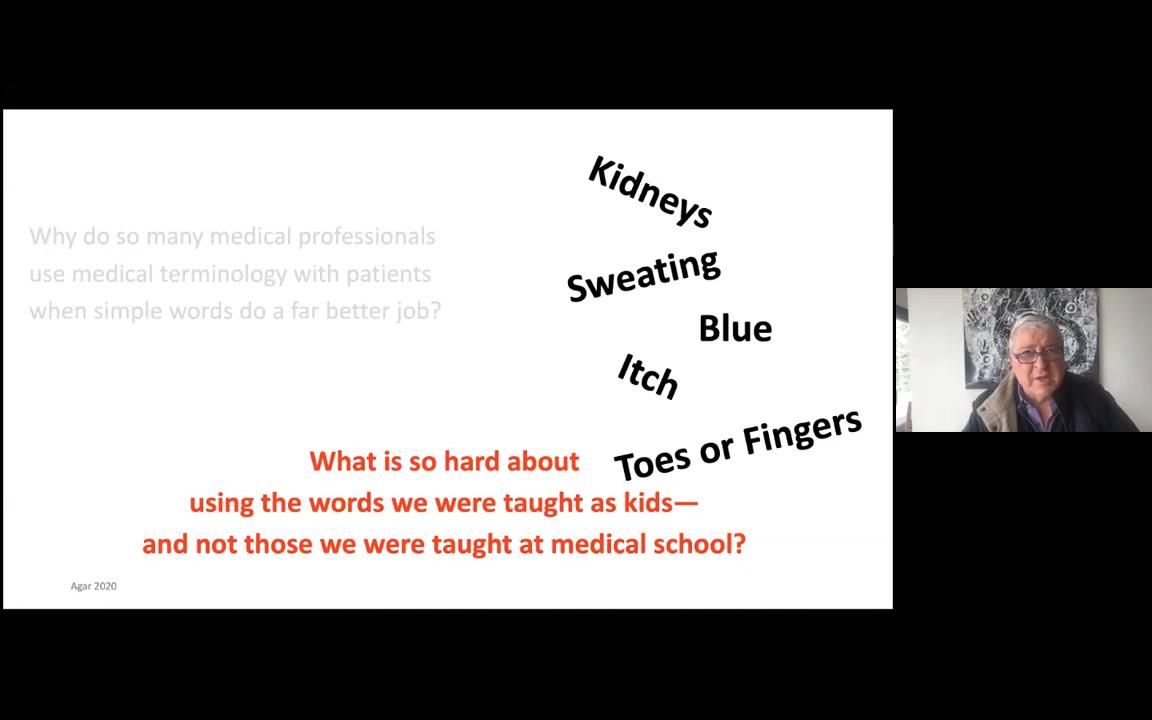 Kidneys
Why do so many medical professionals
use medical terminology with patients
when simple words do a far better job?
Sweating
Blue
Itch
Toes or Fingers
What is so hard about
using the words we were taught as kids—
and not those we were taught at medical school?
Agar 2020